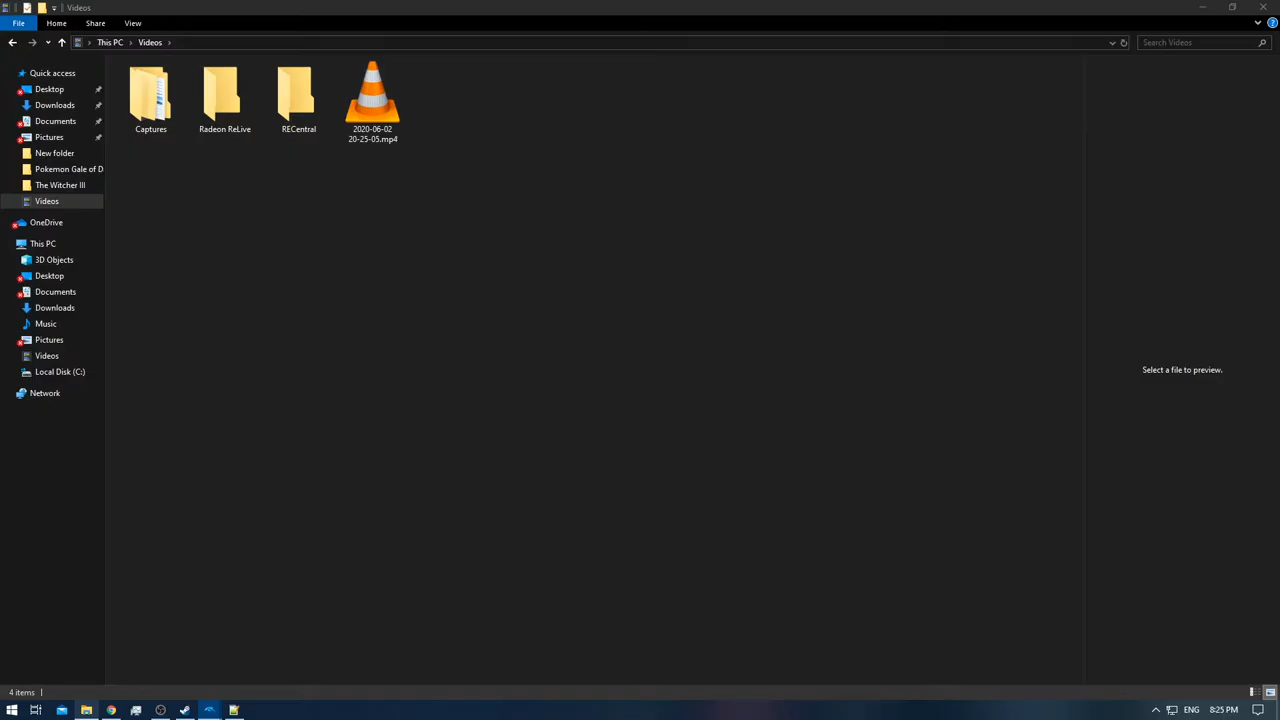 Videos
File Home Share View
This PC Videos
Search Videos
Quick access
Desktop
Downloads
Documents
Pictures
New folder
Pokemon Gale of D
The Witcher III
Videos
OneDrive
This PC
3D Objects
Desktop
Documents
Downloads
Music
Pictures
Videos
Local Disk (C:)
Network
Captures
Radeon ReLive
RECentral
2020-06-02
20-25-05.mp4
Select a file to preview.
4 items
ENG 8:25 PM